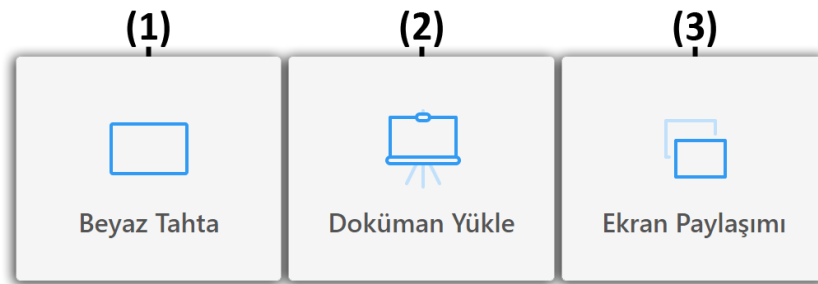 (1) (2) (3)
Beyaz Tahta Doküman Yükle Ekran Paylaşımı